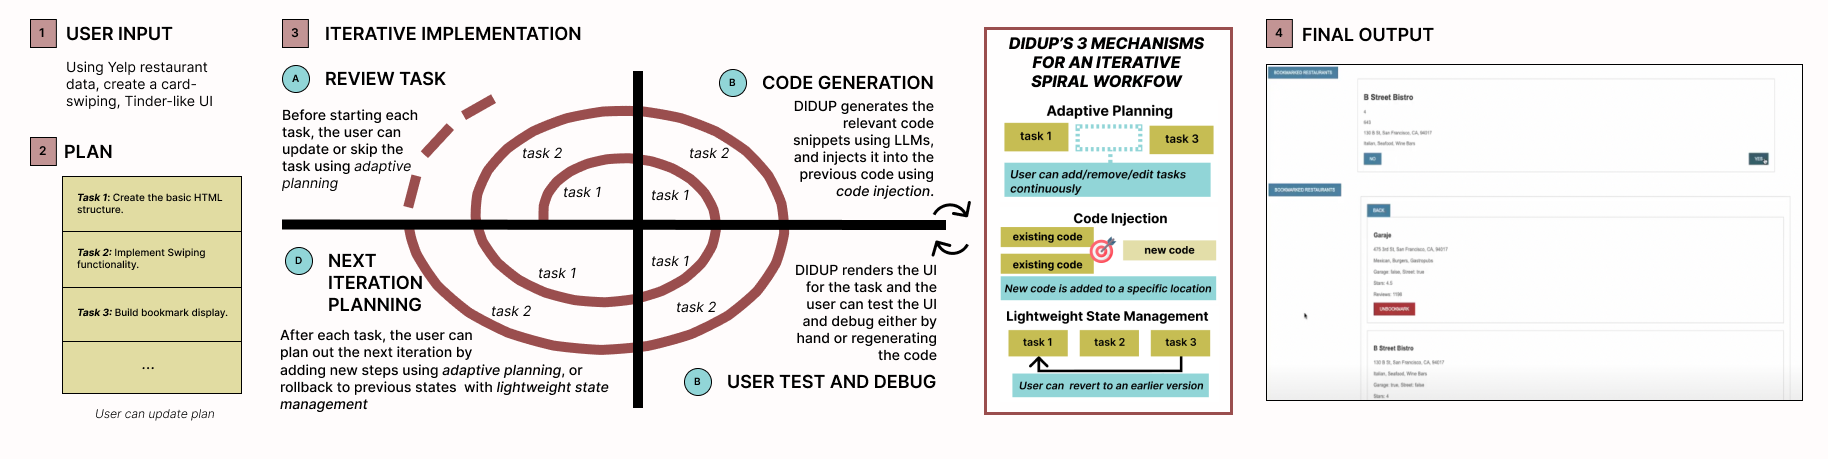 1 USER INPUT
Using Yelp restaurant
data, create a card-
swiping, Tinder-like UI
2 PLAN
Task 1: Create the basic HTML
structure.
Task 2: Implement Swiping
functionality.
Task 3: Build bookmark display.
...
User can update plan
3 ITERATIVE IMPLEMENTATION
A REVIEW TASK
Before starting each
task, the user can
update or skip the
task using adaptive
planning
B CODE GENERATION
DIDUP generates the
relevant code
snippets using LLMs,
and injects it into the
previous code using
code injection.
task 2
task 2
task 1
task 1
task 1
task 1
task 2
task 2
D NEXT
ITERATION
PLANNING
After each task, the user can
plan out the next iteration by
adding new steps using adaptive planning, or
rollback to previous states with lightweight state
management
DIDUP renders the UI
for the task and the
user can test the UI
and debug either by
hand or regenerating
the code
B USER TEST AND DEBUG
DIDUP'S 3 MECHANISMS
FOR AN ITERATIVE
SPIRAL WORKFOW
Adaptive Planning
task 1
task 3
User can add/remove/edit tasks
continuously
Code Injection
existing code
new code
existing code
New code is added to a specific location
Lightweight State Management
task 1 task 2 task 3
User can revert to an earlier version
4 FINAL OUTPUT
BOOKMARKED RESTAURANTS
B Street Bistro
4
130 B St, San Francisco, CA, 94017
Italian, Seafood, Wine Bars
NO
YES
BOOKMARKED RESTAURANTS
BACK
Garaje
475 3rd St, San Francisco, CA, 94017
Mexican, Burgers, Gastropubs
Garage: false, Street: true
Stars: 4.0
Reviews: 1198
UNBOOKMARK
B Street Bistro
130 B St, San Francisco, CA, 94017
Italian, Seafood, Wine Bars
Garage: true, Street: false
Stars: 4